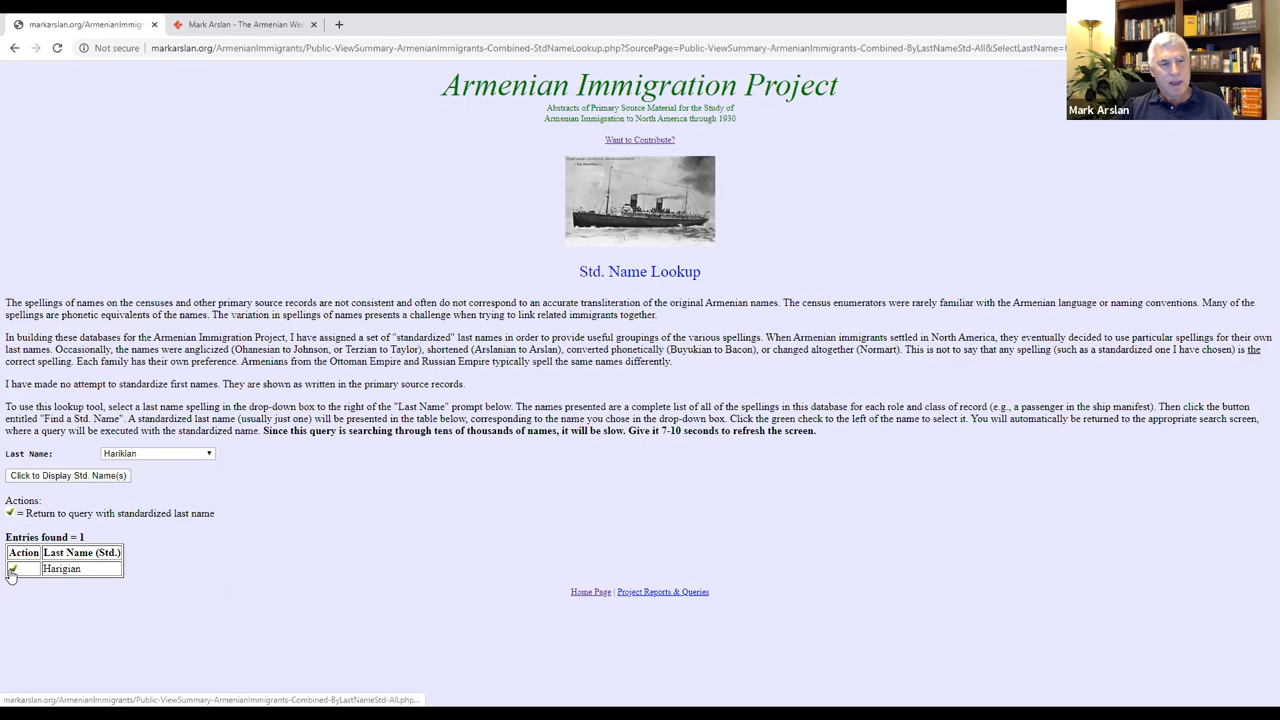 markarslan.org/ArmenianImmig
Mark Arslan - The Armenian We
Not secure
markarslan.org/ArmenianImmigrants/Public-ViewSummary-ArmenianImmigrants-Combined-StdNameLookup.php?SourcePage=Public-ViewSummary-ArmenianImmigrants-Combined-ByLastNameStd-All&SelectLastName=
Mark Arslan
Armenian Immigration Project
Abstracts of Primary Source Material for the Study of
Armenian Immigration to North America through 1930
Want to Contribute?
Std. Name Lookup
The spellings of names on the censuses and other primary source records are not consistent and often do not correspond to an accurate transliteration of the original Armenian names. The census enumerators were rarely familiar with the Armenian language or naming conventions. Many of the
spellings are phonetic equivalents of the names. The variation in spellings of names presents a challenge when trying to link related immigrants together.
In building these databases for the Armenian Immigration Project, I have assigned a set of "standardized" last names in order to provide useful groupings of the various spellings. When Armenian immigrants settled in North America, they eventually decided to use particular spellings for their own
last names. Occasionally, the names were anglicized (Ohanesian to Johnson, or Terzian to Taylor), shortened (Arslanian to Arslan), converted phonetically (Buyukian to Bacon), or changed altogether (Normart). This is not to say that any spelling (such as a standardized one I have chosen) is the
correct spelling. Each family has their own preference. Armenians from the Ottoman Empire and Russian Empire typically spell the same names differently.
I have made no attempt to standardize first names. They are shown as written in the primary source records.
To use this lookup tool, select a last name spelling in the drop-down box to the right of the "Last Name" prompt below. The names presented are a complete list of all of the spellings in this database for each role and class of record (e.g., a passenger in the ship manifest). Then click the button
entitled "Find a Std. Name". A standardized last name (usually just one) will be presented in the table below, corresponding to the name you chose in the drop-down box. Click the green check to the left of the name to select it. You will automatically be returned to the appropriate search screen,
where a query will be executed with the standardized name. Since this query is searching through tens of thousands of names, it will be slow. Give it 7-10 seconds to refresh the screen.
Last Name: Harikian
Click to Display Std. Name(s)
Actions:
= Return to query with standardized last name
Entries found = 1
Action Last Name (Std.)
Harigian
Home Page | Project Reports & Queries
markarslan.org/ArmenianImmigrants/Public-ViewSummary-ArmenianImmigrants-Combined-ByLastNameStd-All.php...